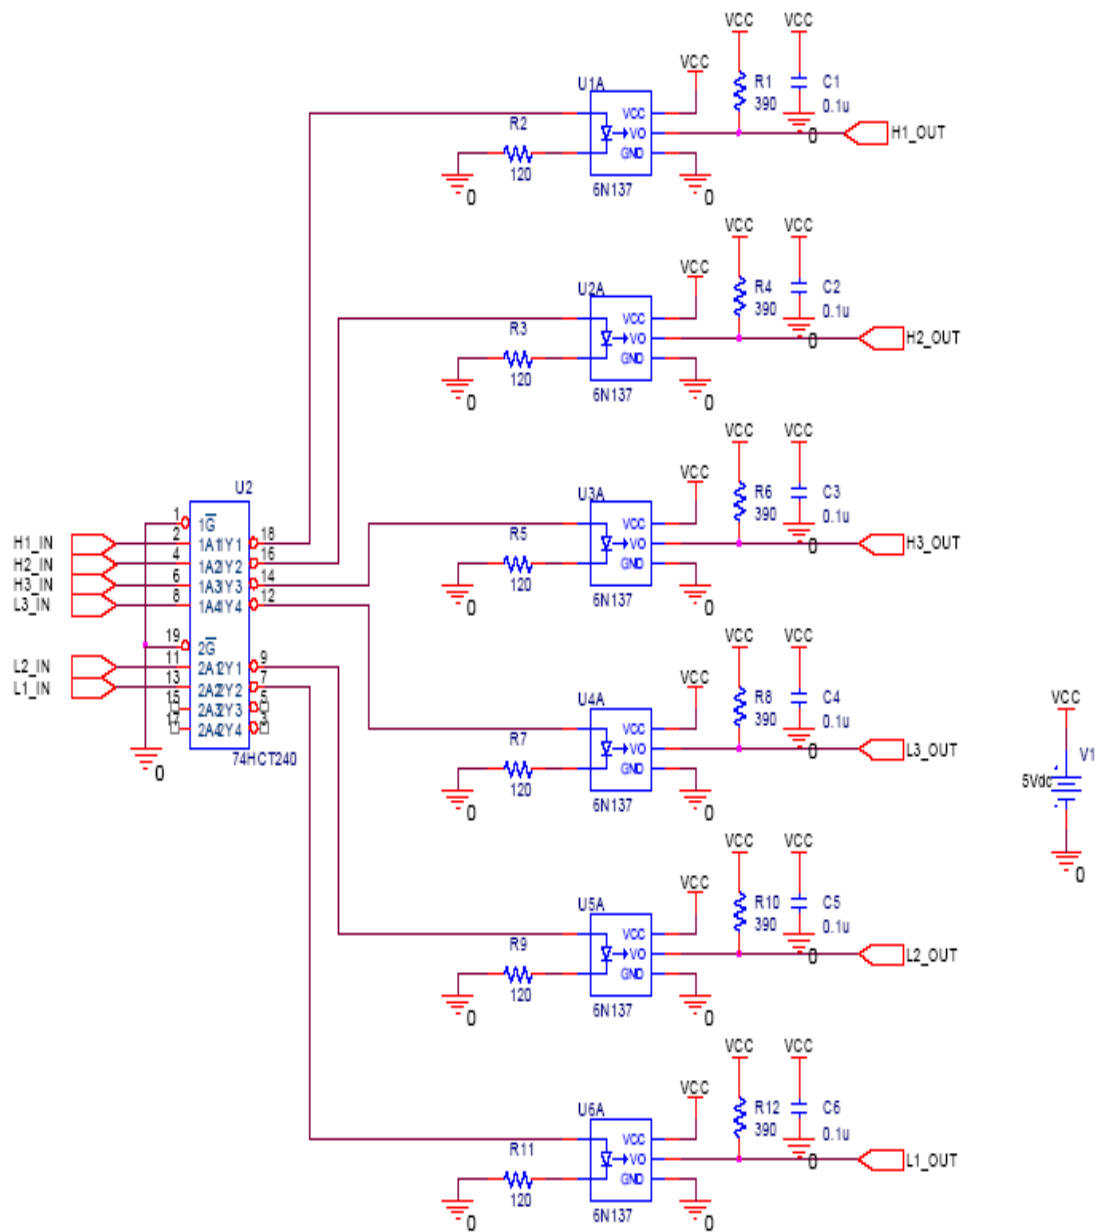 VCC VCC
VCC
U1A
R1 390
C1 0.1u
R2 120
VCC
VO
GND
6N137
0
0
0
H1_OUT
VCC VCC
VCC
U2A
R4 390
C2 0.1u
R3 120
VCC
VO
GND
6N137
0
0
0
H2_OUT
VCC VCC
VCC
U3A
R6 390
C3 0.1u
R5 120
VCC
VO
GND
6N137
0
0
0
H3_OUT
U2
1 1G
H1_IN 2 1A1 1Y1 18
H2_IN 4 1A2 1Y2 16
H3_IN 6 1A3 1Y3 14
L3_IN 8 1A4 1Y4 12
19 2G
L2_IN 11 2A1 2Y1 9
L1_IN 13 2A2 2Y2 7
15 2A3 2Y3 5
17 2A4 2Y4 3
74HCT240
0
VCC VCC
VCC
U4A
R8 390
C4 0.1u
R7 120
VCC
VO
GND
6N137
0
0
0
L3_OUT
VCC
V1
5Vdc
0
VCC VCC
VCC
U5A
R10 390
C5 0.1u
R9 120
VCC
VO
GND
6N137
0
0
0
L2_OUT
VCC VCC
VCC
U6A
R12 390
C6 0.1u
R11 120
VCC
VO
GND
6N137
0
0
0
L1_OUT